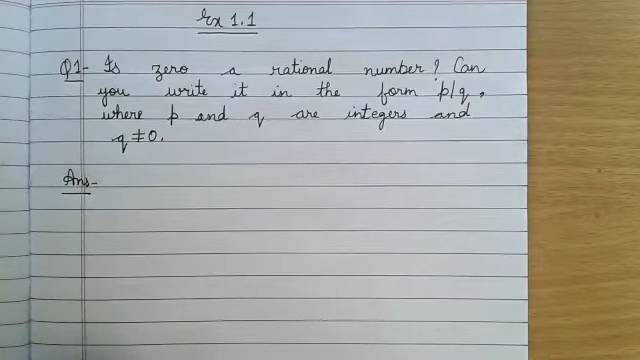 Ex 1.1
Q1- Is zero a rational number? Can
you write it in the form p/q,
where p and q are integers and
q ≠ 0.
Ans-